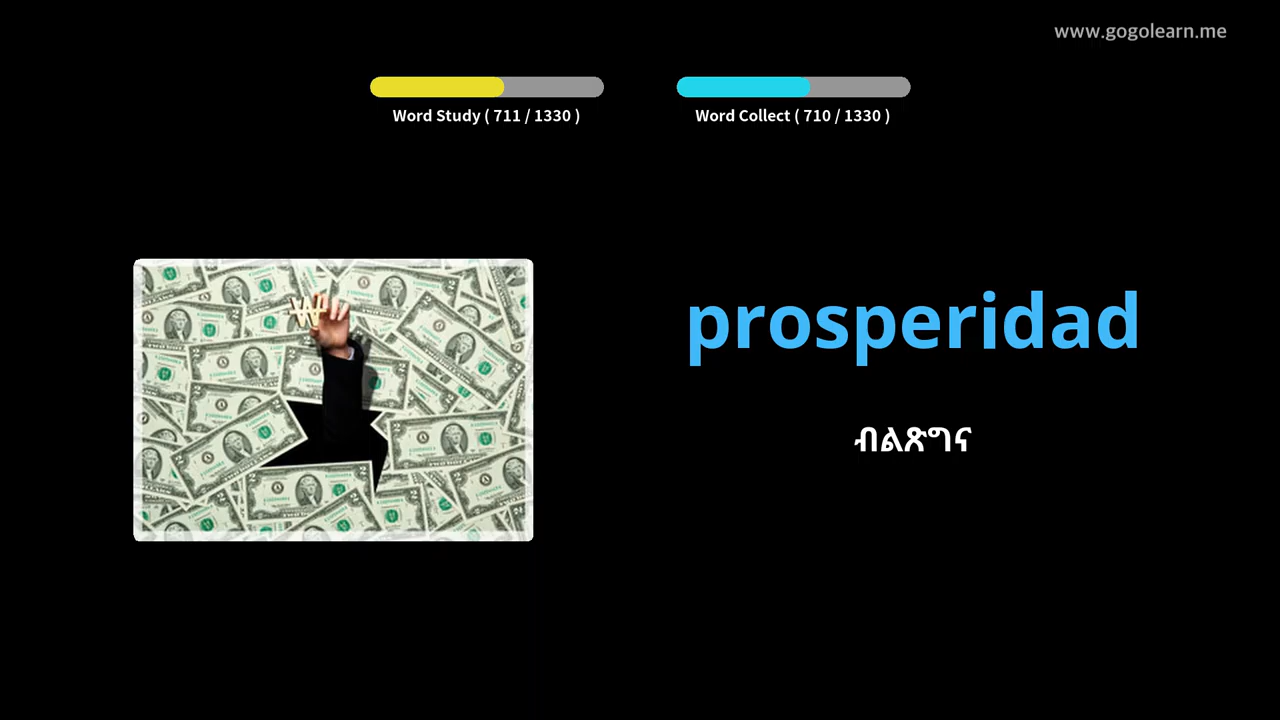 www.gogolearn.me
Word Study ( 711 / 1330 )
Word Collect ( 710 / 1330 )
prosperidad
ብልጽግና